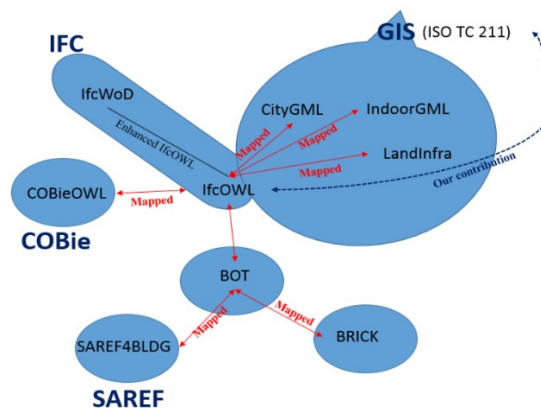 GIS (ISO TC 211)
IFC
IfcWoD
CityGML
IndoorGML
Enhanced IfcOWL
Mapped
Mapped
LandInfra
Mapped
Our contribution
IfcOWL
COBieOWL
Mapped
COBie
BOT
Mapped
Mapped
SAREF4BLDG
BRICK
SAREF